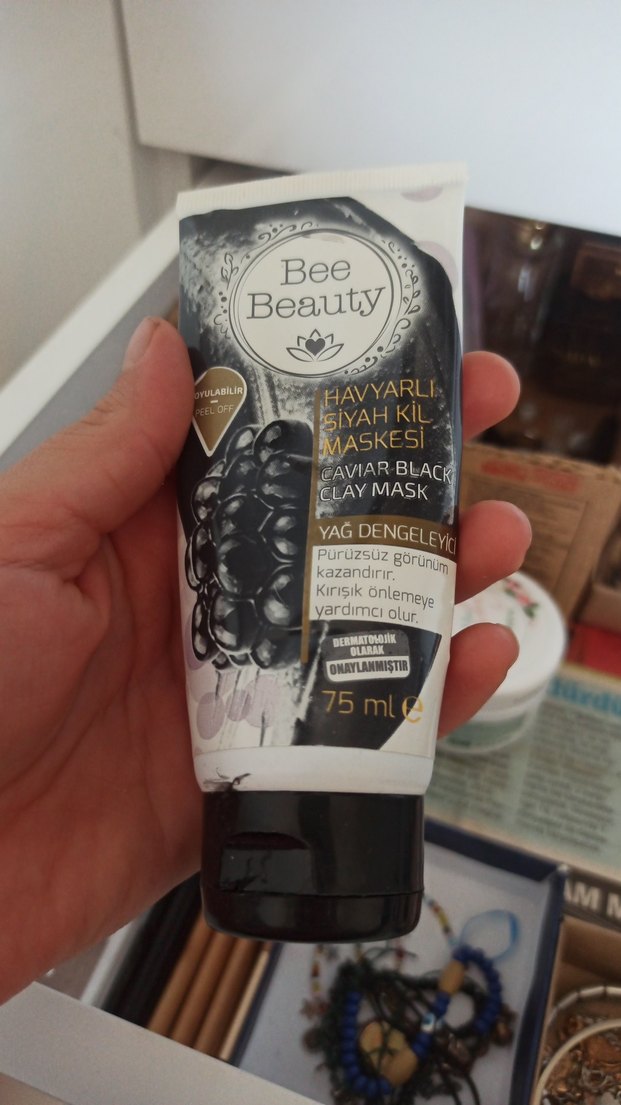 Bee
Beauty
SOYULABİLİR
PEEL OFF
HAVYARLI
SİYAH KİL
MASKESİ
CAVIAR BLACK
CLAY MASK
YAĞ DENGELEYİCİ
Pürüzsüz görünüm
kazandırır.
Kırışık önlemeye
yardımcı olur.
DERMATOLOJİK
OLARAK
ONAYLANMIŞTIR
75 ml e